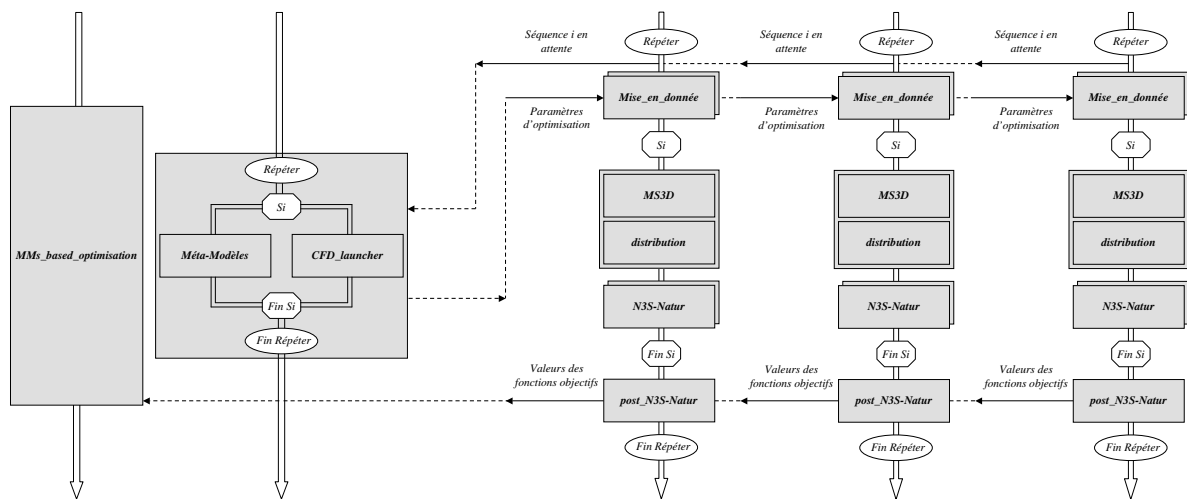 Séquence i en
attente
Répéter
Séquence i en
attente
Répéter
Séquence i en
attente
Répéter
Mise_en_donnée
Mise_en_donnée
Mise_en_donnée
Paramètres
d'optimisation
Paramètres
d'optimisation
Paramètres
d'optimisation
Si
Si
Si
Répéter
Si
MS3D
MS3D
MS3D
MMs_based_optimisation
Méta-Modèles
CFD_launcher
distribution
distribution
distribution
Fin Si
N3S-Natur
N3S-Natur
N3S-Natur
Fin Répéter
Fin Si
Fin Si
Fin Si
Valeurs des
fonctions objectifs
Valeurs des
fonctions objectifs
Valeurs des
fonctions objectifs
post_N3S-Natur
post_N3S-Natur
post_N3S-Natur
Fin Répéter
Fin Répéter
Fin Répéter